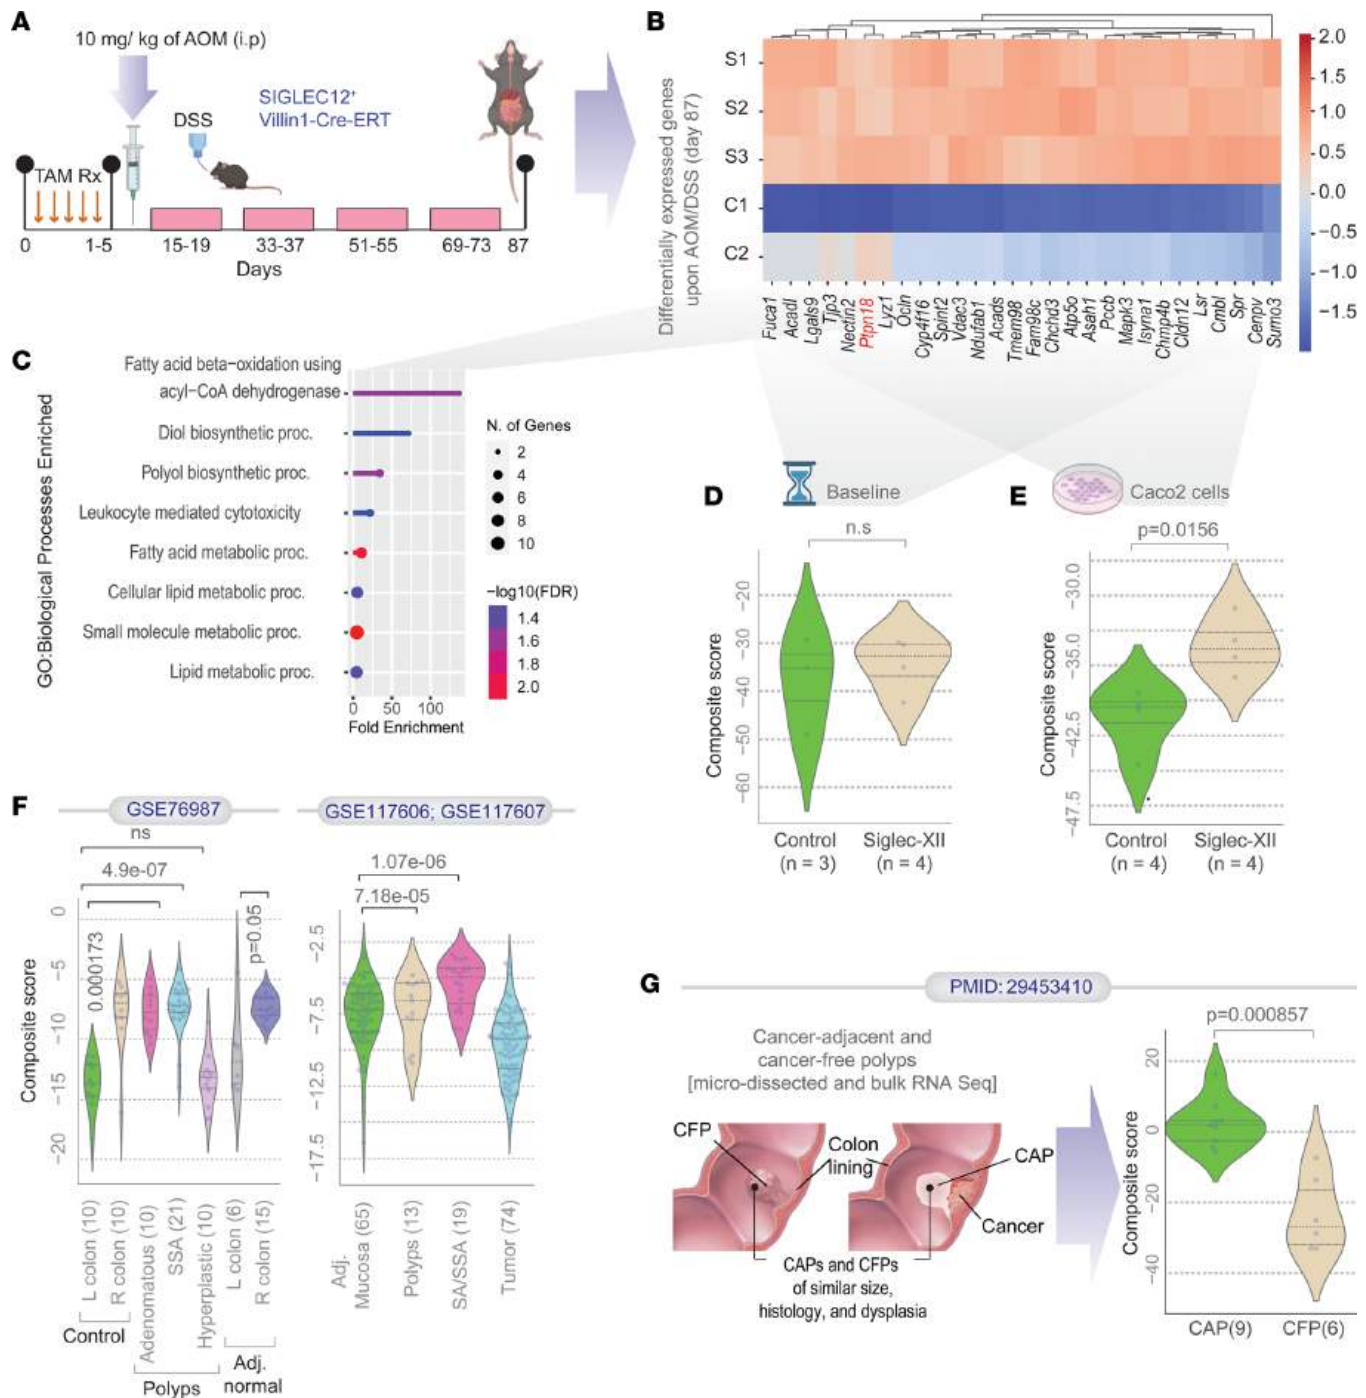 A
10 mg/ kg of AOM (i.p)
SIGLEC12+
Villin1-Cre-ERT
DSS
TAM Rx
0
1-5
15-19
33-37
51-55
69-73
87
Days
B
Differentially expressed genes
upon AOM/DSS (day 87)
S1
S2
S3
C1
C2
2.0
1.5
1.0
0.5
0.0
−0.5
−1.0
−1.5
Fuca1
Acadl
Lgals9
Tjp3
Nectin2
Ptpn18
Lyz1
Ocln
Cyp4f16
Spint2
Vdac3
Ndufab1
Acads
Tmem98
Fam98c
Chchd3
Atp5o
Asah1
Pccb
Mapk3
Isyna1
Chmp4b
Cldn12
Lsr
Cmbl
Spr
Cenpv
Sumo3
C
GO:Biological Processes Enriched
Fatty acid beta-oxidation using
acyl-CoA dehydrogenase
Diol biosynthetic proc.
Polyol biosynthetic proc.
Leukocyte mediated cytotoxicity
Fatty acid metabolic proc.
Cellular lipid metabolic proc.
Small molecule metabolic proc.
Lipid metabolic proc.
0
50
100
Fold Enrichment
N. of Genes
2
4
6
8
10
−log10(FDR)
1.4
1.6
1.8
2.0
D
Baseline
n.s
Composite score
−20
−30
−40
−50
−60
Control
(n = 3)
Siglec-XII
(n = 4)
E
Caco2 cells
p=0.0156
Composite score
−30.0
−35.0
−42.5
−47.5
Control
(n = 4)
Siglec-XII
(n = 4)
F
GSE76987
ns
4.9e-07
0.000173
p=0.05
Composite score
0
−5
−10
−15
−20
L colon (10)
R colon (10)
Adenomatous (10)
SSA (21)
Hyperplastic (10)
L colon (6)
R colon (15)
Control
Polyps
Adj.
normal
GSE117606; GSE117607
1.07e-06
7.18e-05
−2.5
−7.5
−12.5
−17.5
Adj.
Mucosa (65)
Polyps (13)
SA/SSA (19)
Tumor (74)
G
PMID: 29453410
Cancer-adjacent and
cancer-free polyps
[micro-dissected and bulk RNA Seq]
CFP
Colon
lining
CAP
Cancer
CAPs and CFPs
of similar size,
histology, and dysplasia
p=0.000857
Composite score
20
0
−20
−40
CAP(9)
CFP(6)